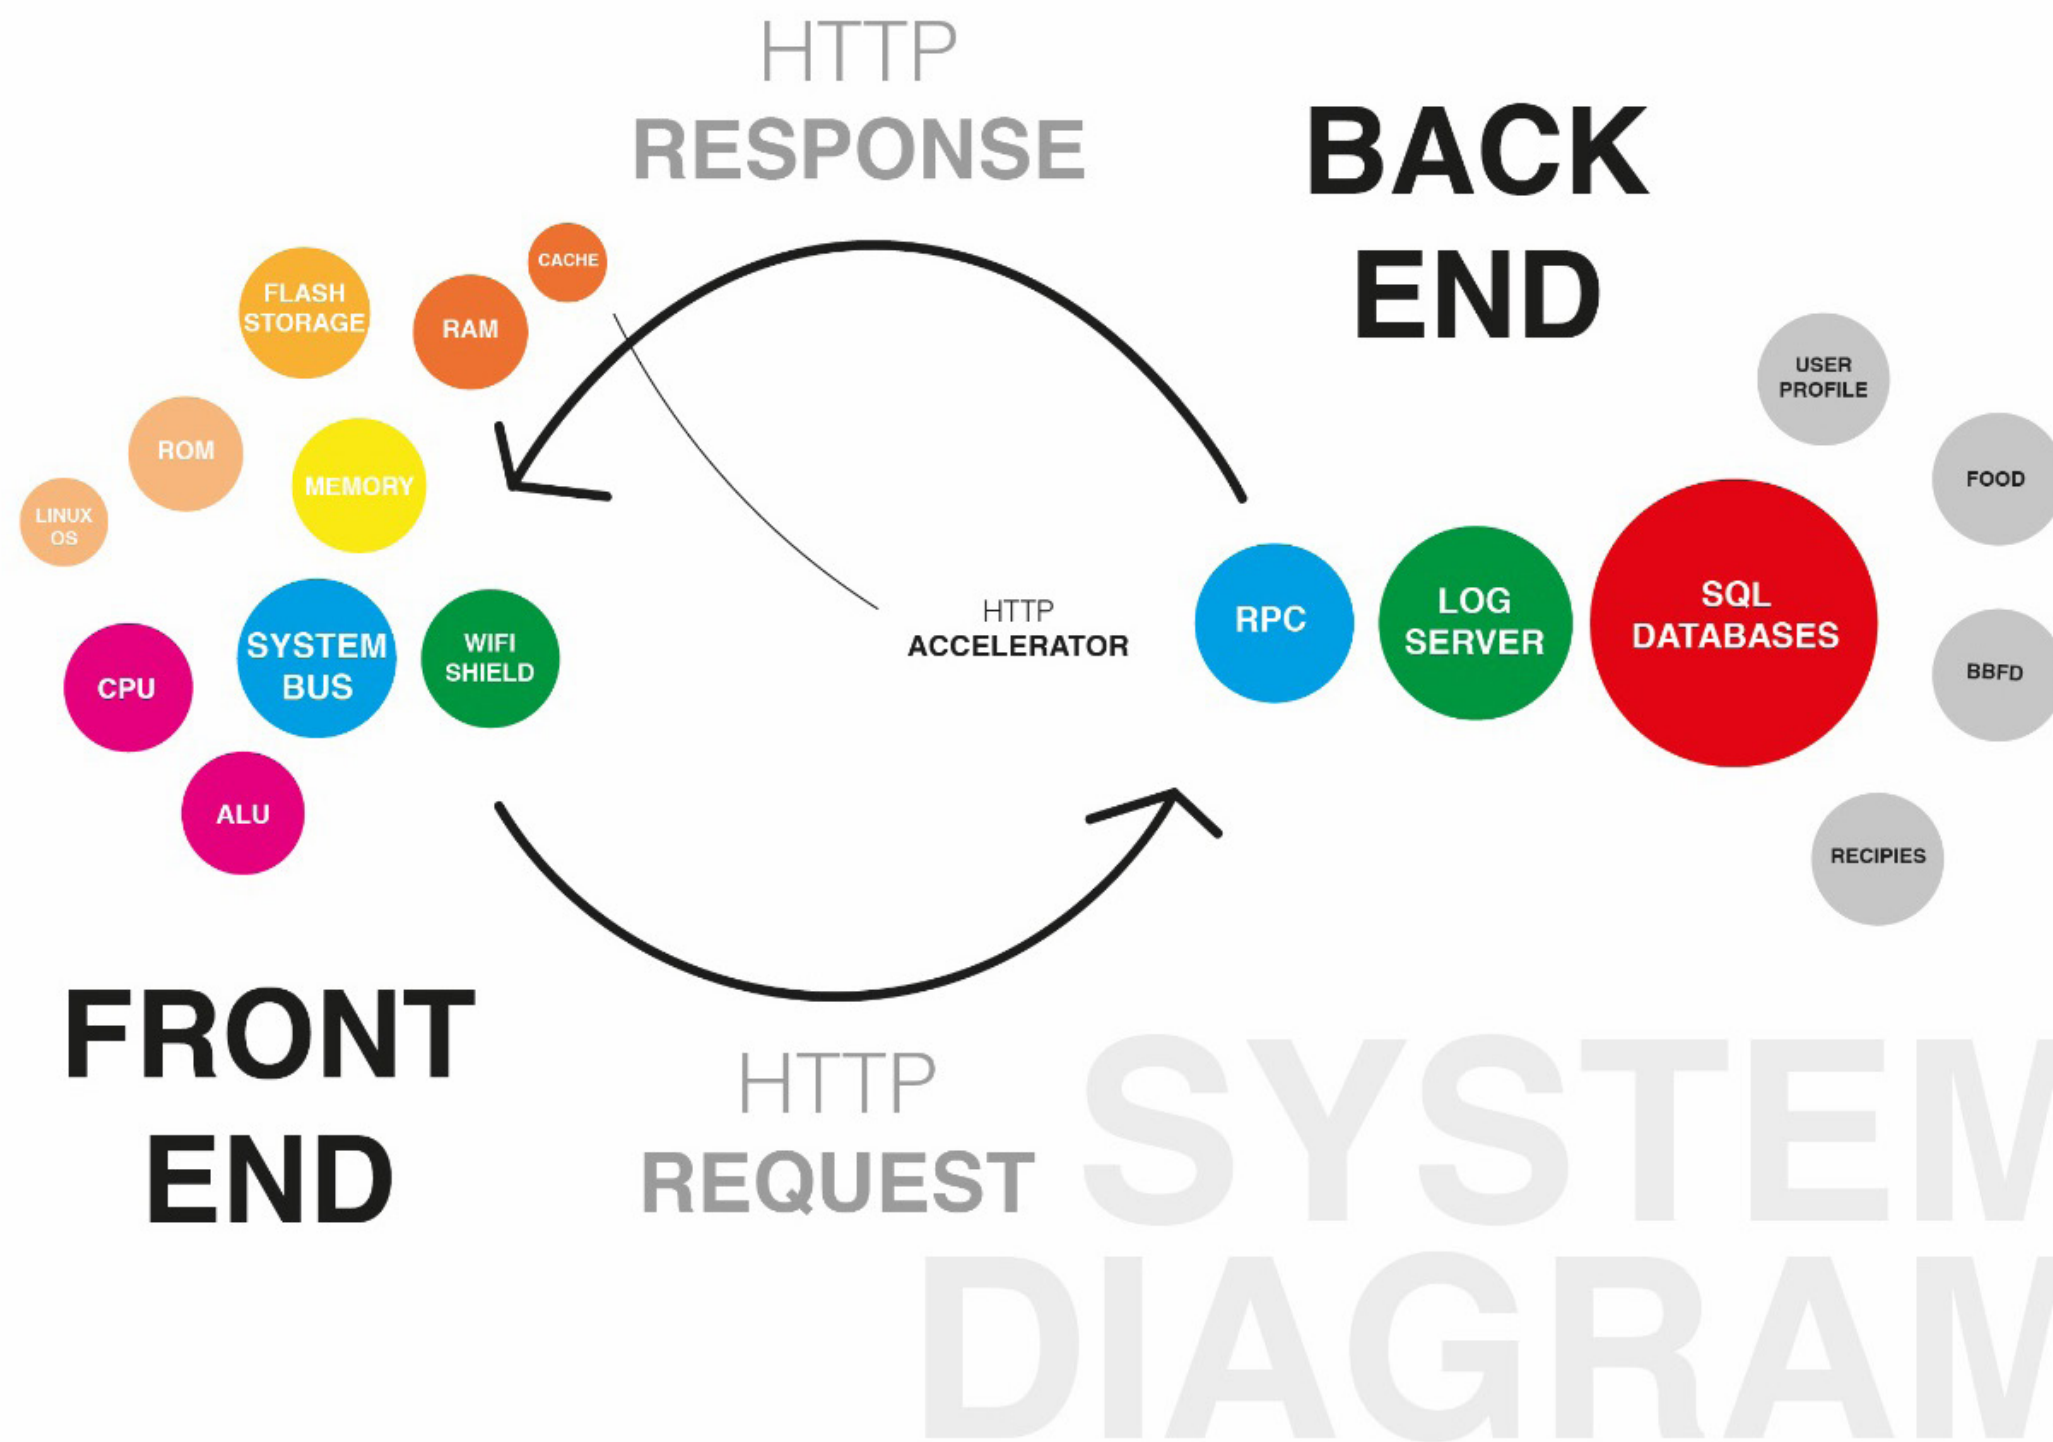 HTTP
RESPONSE
BACK
END
CACHE
FLASH
STORAGE
RAM
USER
PROFILE
ROM
MEMORY
FOOD
LINUX
OS
HTTP
ACCELERATOR
RPC
LOG
SERVER
SQL
DATABASES
SYSTEM
BUS
WIFI
SHIELD
BBFD
CPU
ALU
RECIPIES
FRONT
END
HTTP
REQUEST
SYSTEM
DIAGRAM